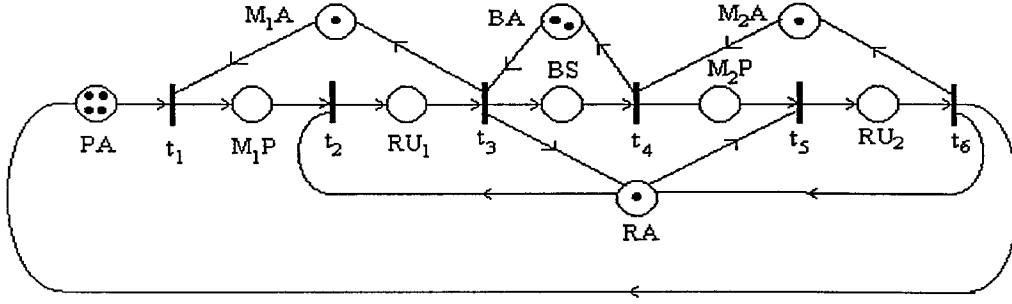 M₁A
BA
M₂A
BS
M₂P
PA
t₁
M₁P
t₂
RU₁
t₃
t₄
t₅
RU₂
t₆
RA